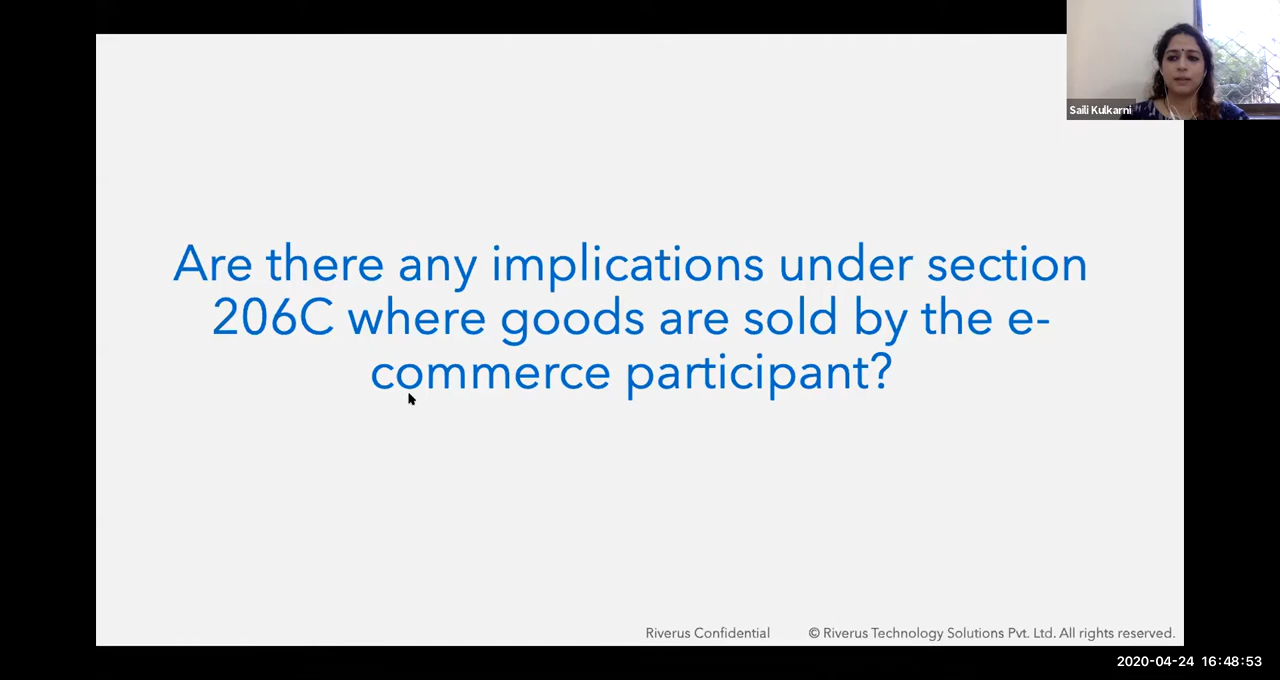 Saili Kulkarni
Are there any implications under section
206C where goods are sold by the e-
commerce participant?
Riverus Confidential © Riverus Technology Solutions Pvt. Ltd. All rights reserved.
2020-04-24 16:48:53